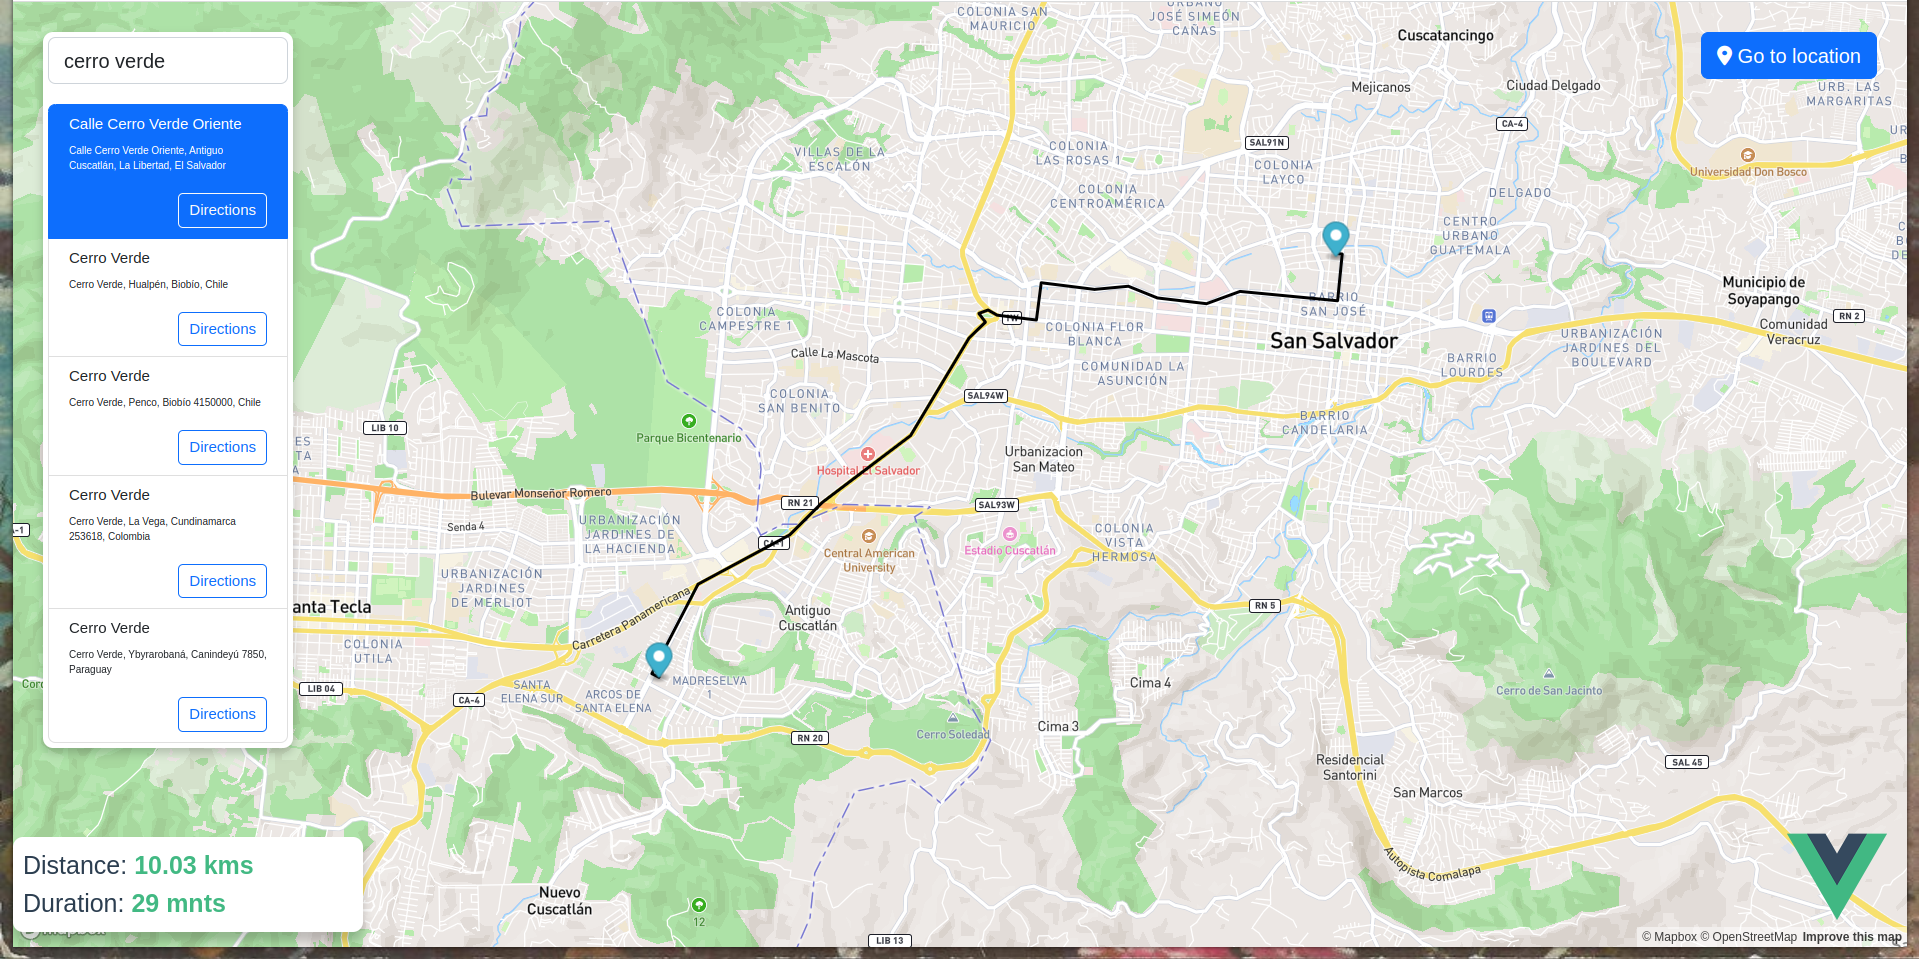 cerro verde
Calle Cerro Verde Oriente
Calle Cerro Verde Oriente, Antiguo
Cuscatlán, La Libertad, El Salvador
Directions
Cerro Verde
Cerro Verde, Hualpén, Biobío, Chile
Directions
Cerro Verde
Cerro Verde, Penco, Biobío 4150000, Chile
Directions
Cerro Verde
Cerro Verde, La Vega, Cundinamarca
253618, Colombia
Directions
Cerro Verde
Cerro Verde, Ybyrarobaná, Canindeyú 7850,
Paraguay
Directions
Distance: 10.03 kms
Duration: 29 mnts
Go to location
COLONIA SAN
MAURICIO
URBANO
JOSÉ SIMEÓN
CAÑAS
Cuscatancingo
Mejicanos
Ciudad Delgado
URB. LAS
MARGARITAS
CA-4
SAL91N
VILLAS DE LA
ESCALÓN
COLONIA
LAS ROSAS 1
COLONIA
LAYCO
Universidad Don Bosco
COLONIA
CENTROAMÉRICA
DELGADO
CENTRO
URBANO
GUATEMALA
Municipio de
Soyapango
BARRIO
SAN JOSÉ
COLONIA
CAMPESTRE 1
1W
COLONIA FLOR
BLANCA
RN 2
Comunidad
Veracruz
San Salvador
URBANIZACIÓN
JARDINES DEL
BOULEVARD
Calle La Mascota
BARRIO
LOURDES
COMUNIDAD LA
ASUNCIÓN
COLONIA
SAN BENITO
SAL94W
BARRIO
CANDELARIA
LIB 10
Parque Bicentenario
Urbanizacion
San Mateo
Hospital El Salvador
Bulevar Monseñor Romero
RN 21
SAL93W
Senda 4
URBANIZACIÓN
JARDINES DE
LA HACIENDA
CA-1
Central American
University
Estadio Cuscatlán
COLONIA
VISTA
HERMOSA
URBANIZACIÓN
JARDINES
DE MERLIOT
anta Tecla
Carretera Panamericana
Antiguo
Cuscatlán
RN 5
COLONIA
UTILA
LIB 04
CA-4
SANTA
ELENA SUR
ARCOS DE
SANTA ELENA
MADRESELVA
1
Cima 4
Cerro de San Jacinto
Cima 3
Cerro Soledad
RN 20
Residencial
Santorini
SAL 45
San Marcos
Autopista Comalapa
Nuevo
Cuscatlán
12
LIB 13
© Mapbox © OpenStreetMap Improve this map